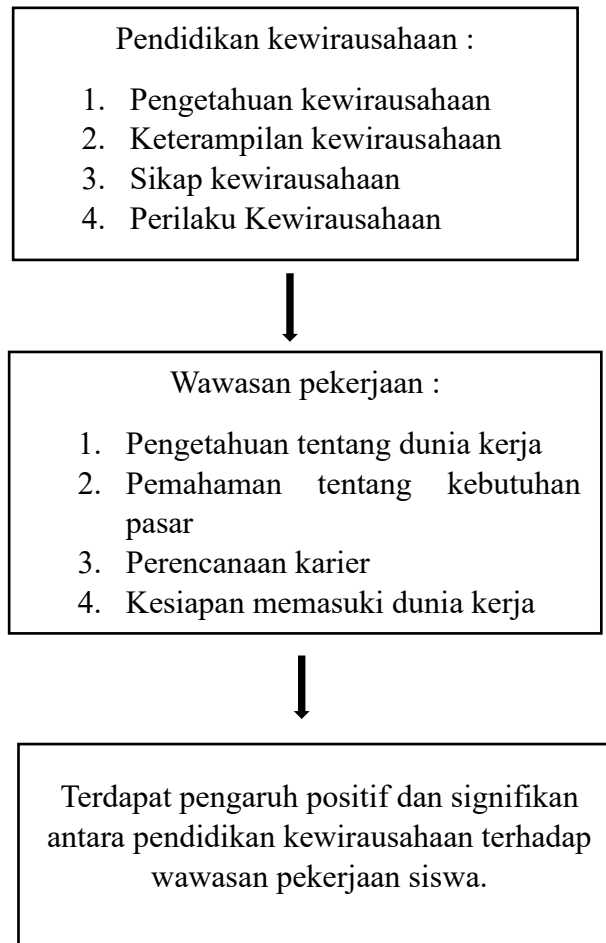 Pendidikan kewirausahaan :
1. Pengetahuan kewirausahaan
2. Keterampilan kewirausahaan
3. Sikap kewirausahaan
4. Perilaku Kewirausahaan
Wawasan pekerjaan :
1. Pengetahuan tentang dunia kerja
2. Pemahaman tentang kebutuhan
pasar
3. Perencanaan karier
4. Kesiapan memasuki dunia kerja
Terdapat pengaruh positif dan signifikan
antara pendidikan kewirausahaan terhadap
wawasan pekerjaan siswa.